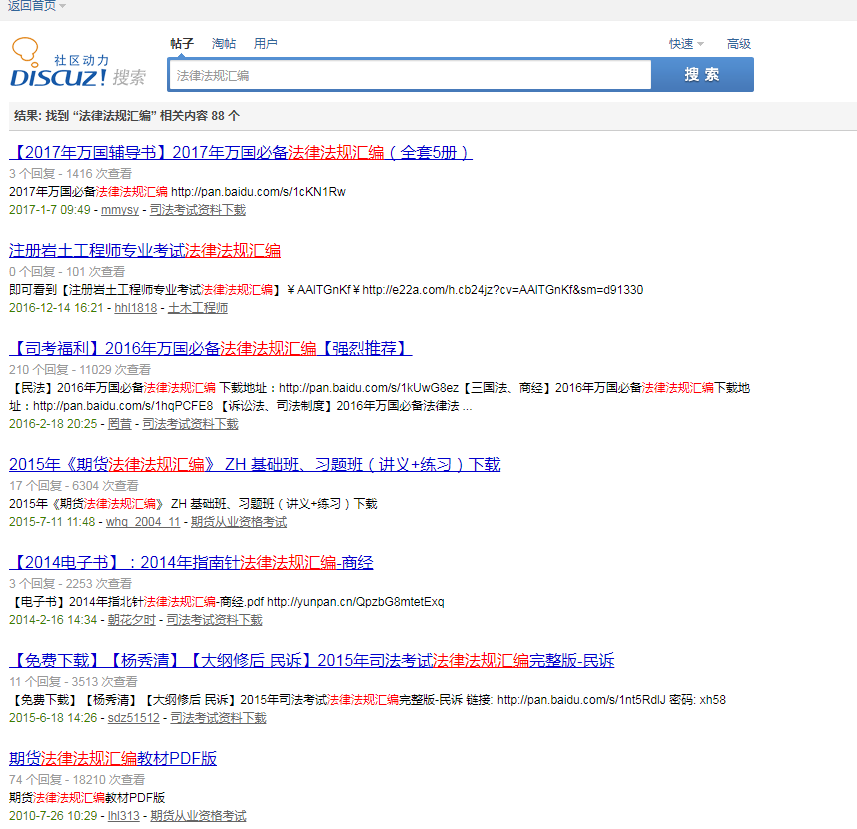 返回首页
帖子 淘帖 用户 快速 高级
社区动力
DISCUZ! 搜索
法律法规汇编 搜索
结果: 找到 “法律法规汇编” 相关内容 88 个
【2017年万国辅导书】2017年万国必备法律法规汇编（全套5册）
3 个回复 - 1416 次查看
2017年万国必备法律法规汇编 http://pan.baidu.com/s/1cKN1Rw
2017-1-7 09:49 - mmysy - 司法考试资料下载
注册岩土工程师专业考试法律法规汇编
0 个回复 - 101 次查看
即可看到【注册岩土工程师专业考试法律法规汇编】￥AAlTGnKf￥http://e22a.com/h.cb24jz?cv=AAlTGnKf&sm=d91330
2016-12-14 16:21 - hhl1818 - 土木工程师
【司考福利】2016年万国必备法律法规汇编【强烈推荐】
210 个回复 - 11029 次查看
【民法】2016年万国必备法律法规汇编 下载地址：http://pan.baidu.com/s/1kUwG8ez【三国法、商经】2016年万国必备法律法规汇编下载地
址：http://pan.baidu.com/s/1hqPCFE8 【诉讼法、司法制度】2016年万国必备法律法 ...
2016-2-18 20:25 - 罔昔 - 司法考试资料下载
2015年《期货法律法规汇编》 ZH 基础班、习题班（讲义+练习）下载
17 个回复 - 6304 次查看
2015年《期货法律法规汇编》 ZH 基础班、习题班（讲义+练习）下载
2015-7-11 11:48 - whq_2004_11 - 期货从业资格考试
【2014电子书】：2014年指南针法律法规汇编-商经
3 个回复 - 2253 次查看
【电子书】2014年指北针法律法规汇编-商经.pdf http://yunpan.cn/QpzbG8mtetExq
2014-2-16 14:34 - 朝花夕时 - 司法考试资料下载
【免费下载】【杨秀清】【大纲修后 民诉】2015年司法考试法律法规汇编完整版-民诉
11 个回复 - 3513 次查看
【免费下载】【杨秀清】【大纲修后 民诉】2015年司法考试法律法规汇编完整版-民诉 链接: http://pan.baidu.com/s/1nt5RdlJ 密码: xh58
2015-6-18 14:26 - sdz51512 - 司法考试资料下载
期货法律法规汇编教材PDF版
74 个回复 - 18210 次查看
期货法律法规汇编教材PDF版
2010-7-26 10:29 - lhl313 - 期货从业资格考试